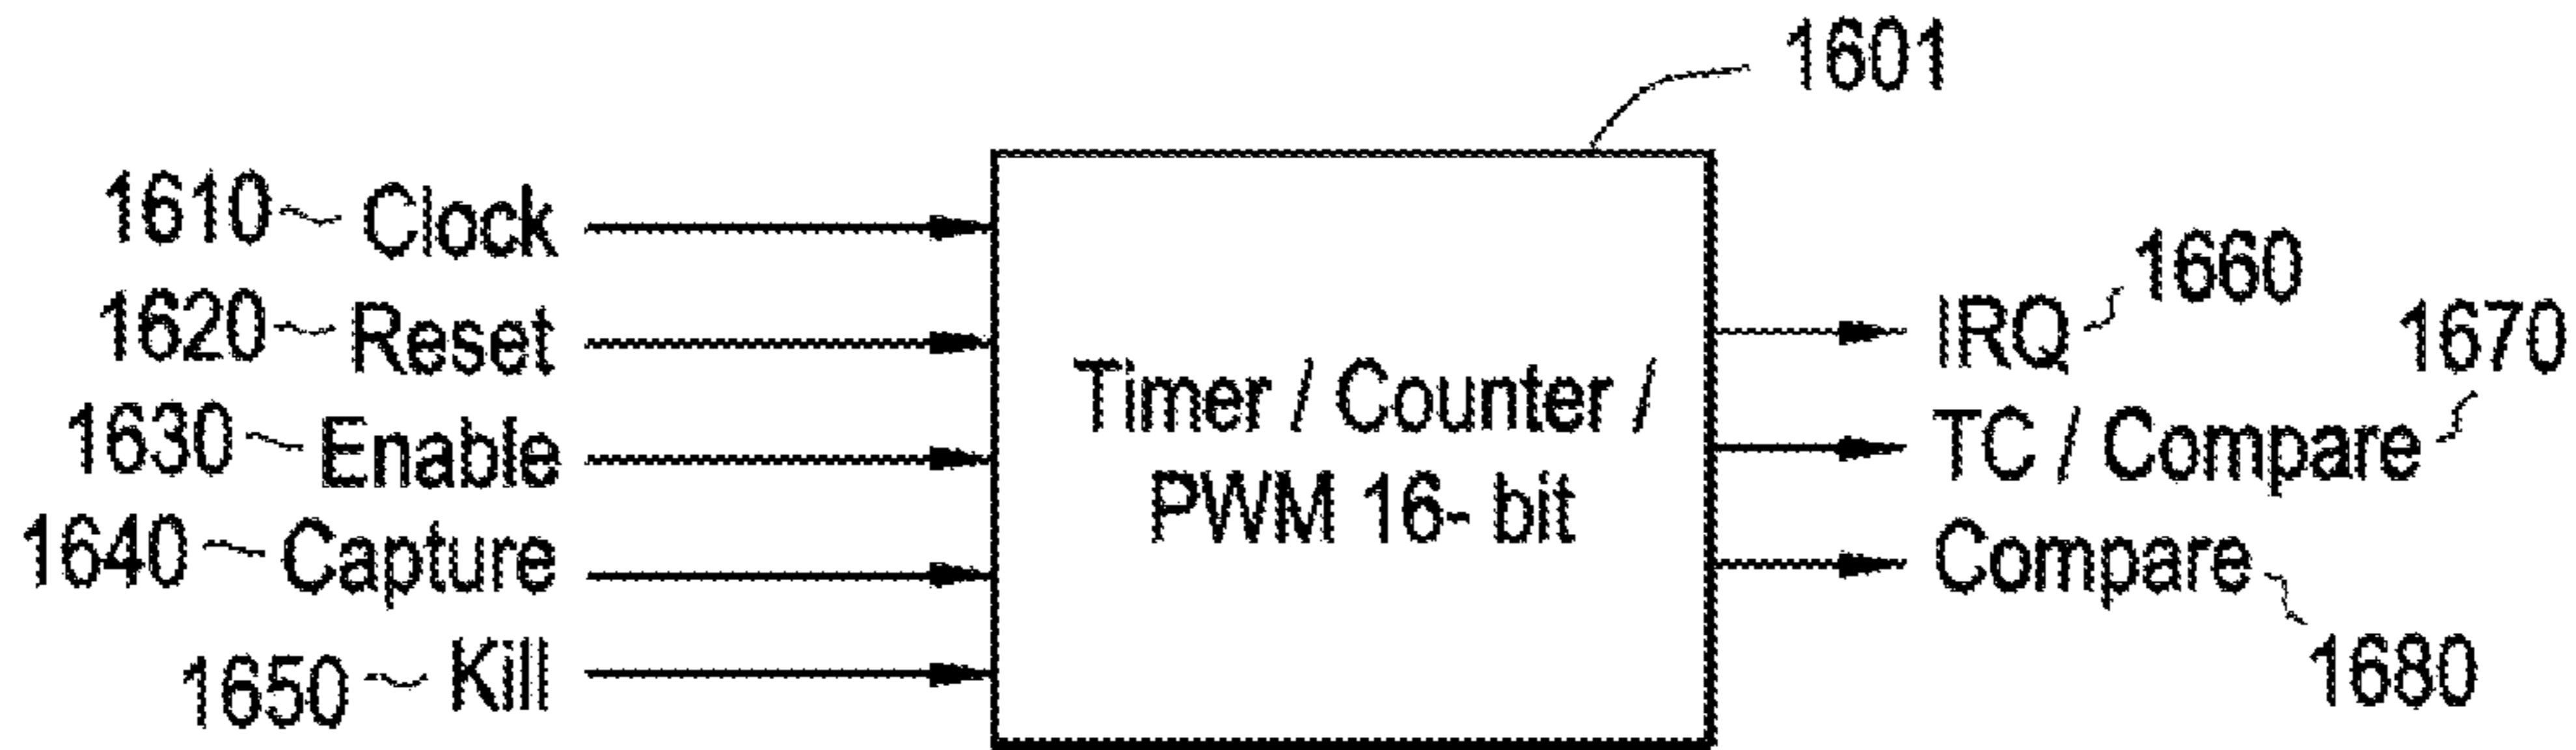 1601
1610 Clock
1620 Reset
1630 Enable
1640 Capture
1650 Kill
Timer / Counter /
PWM 16- bit
IRQ 1660
TC / Compare 1670
Compare 1680